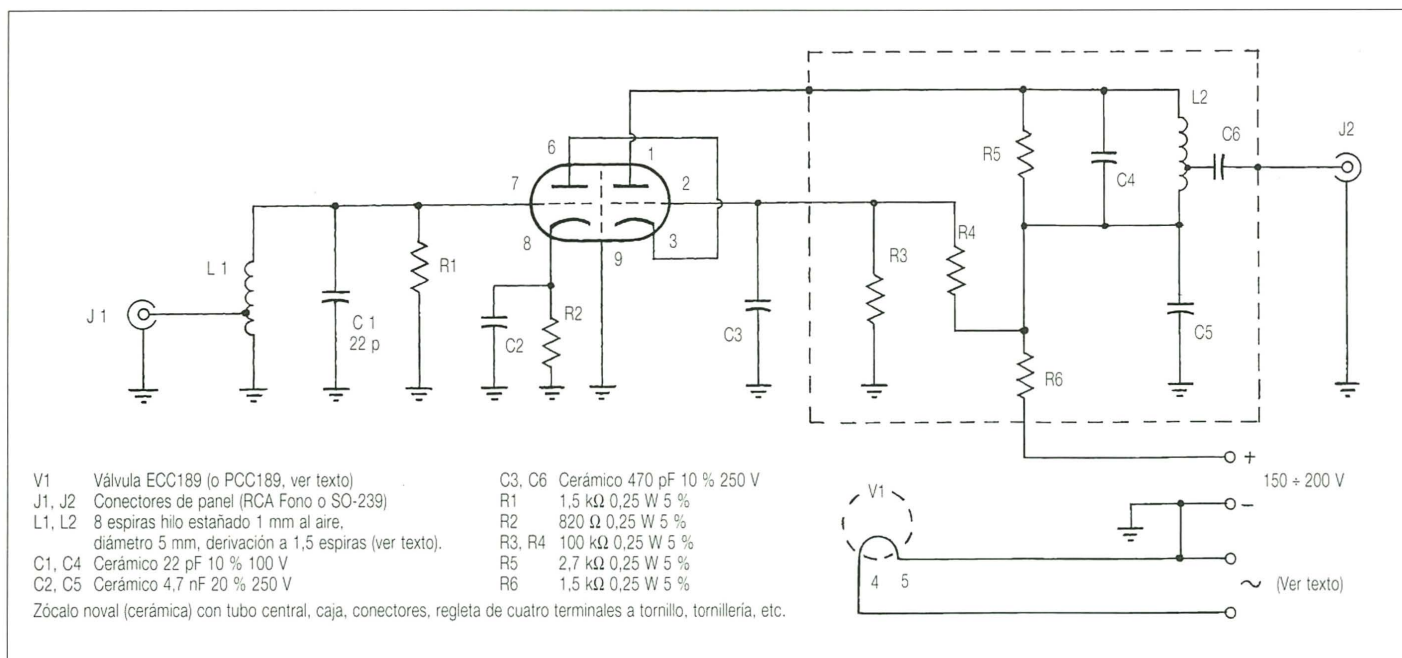 L2
C6
J2
R5
C4
6
1
7
2
8
3
9
R4
R3
L 1
R1
J 1
C 1
22 p
C2
R2
C3
C5
R6
+
150 ÷ 200 V
−
V1
4
5
~ (Ver texto)
V1 Válvula ECC189 (o PCC189, ver texto)
J1, J2 Conectores de panel (RCA Fono o SO-239)
L1, L2 8 espiras hilo estañado 1 mm al aire,
diámetro 5 mm, derivación a 1,5 espiras (ver texto).
C1, C4 Cerámico 22 pF 10 % 100 V
C2, C5 Cerámico 4,7 nF 20 % 250 V
C3, C6 Cerámico 470 pF 10 % 250 V
R1 1,5 kΩ 0,25 W 5 %
R2 820 Ω 0,25 W 5 %
R3, R4 100 kΩ 0,25 W 5 %
R5 2,7 kΩ 0,25 W 5 %
R6 1,5 kΩ 0,25 W 5 %
Zócalo noval (cerámica) con tubo central, caja, conectores, regleta de cuatro terminales a tornillo, tornillería, etc.